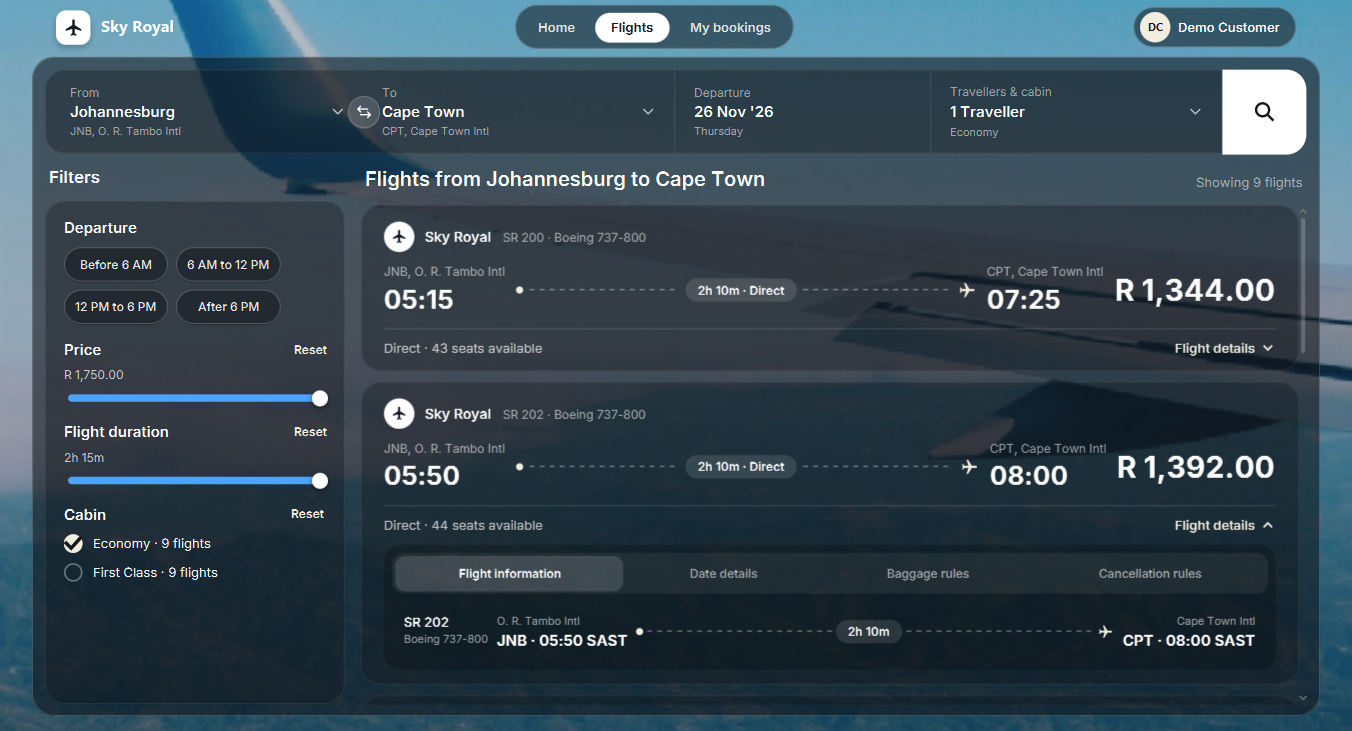 Sky Royal
Home Flights My bookings
DC Demo Customer
From
Johannesburg
JNB, O. R. Tambo Intl
To
Cape Town
CPT, Cape Town Intl
Departure
26 Nov '26
Thursday
Travellers & cabin
1 Traveller
Economy
Filters
Departure
Before 6 AM 6 AM to 12 PM
12 PM to 6 PM After 6 PM
Price Reset
R 1,750.00
Flight duration Reset
2h 15m
Cabin Reset
Economy · 9 flights
First Class · 9 flights
Flights from Johannesburg to Cape Town
Showing 9 flights
Sky Royal SR 200 · Boeing 737-800
JNB, O. R. Tambo Intl
05:15
2h 10m · Direct
CPT, Cape Town Intl
07:25
R 1,344.00
Direct · 43 seats available
Flight details
Sky Royal SR 202 · Boeing 737-800
JNB, O. R. Tambo Intl
05:50
2h 10m · Direct
CPT, Cape Town Intl
08:00
R 1,392.00
Direct · 44 seats available
Flight details
Flight information Date details Baggage rules Cancellation rules
SR 202
Boeing 737-800
O. R. Tambo Intl
JNB · 05:50 SAST
2h 10m
Cape Town Intl
CPT · 08:00 SAST